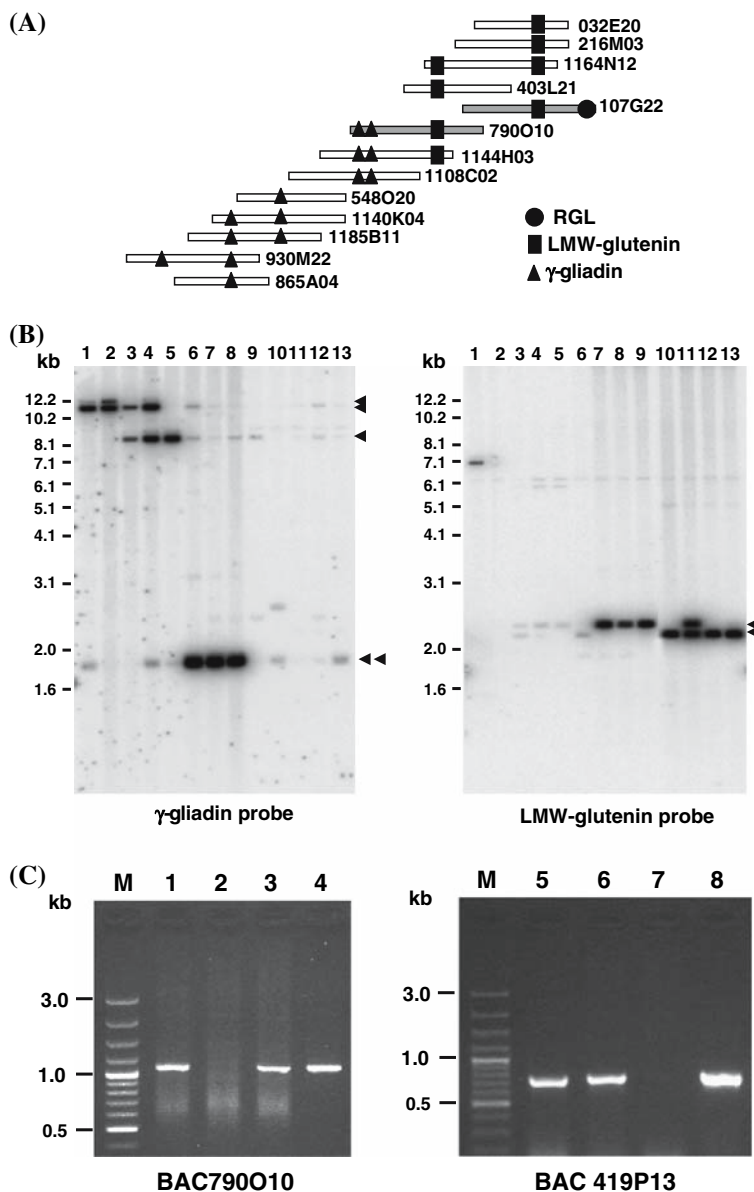 (A)
032E20
216M03
1164N12
403L21
107G22
790O10
1144H03
1108C02
548O20
1140K04
1185B11
930M22
865A04
RGL
LMW-glutenin
γ-gliadin
(B)
kb 1 2 3 4 5 6 7 8 9 10 11 12 13
12.2
10.2
8.1
7.1
6.1
5.1
4.1
3.1
2.0
1.6
γ-gliadin probe
kb 1 2 3 4 5 6 7 8 9 10 11 12 13
12.2
10.2
8.1
7.1
6.1
5.1
4.1
3.1
2.0
1.6
LMW-glutenin probe
(C)
kb M 1 2 3 4
3.0
1.0
0.5
BAC790O10
kb M 5 6 7 8
3.0
1.0
0.5
BAC 419P13